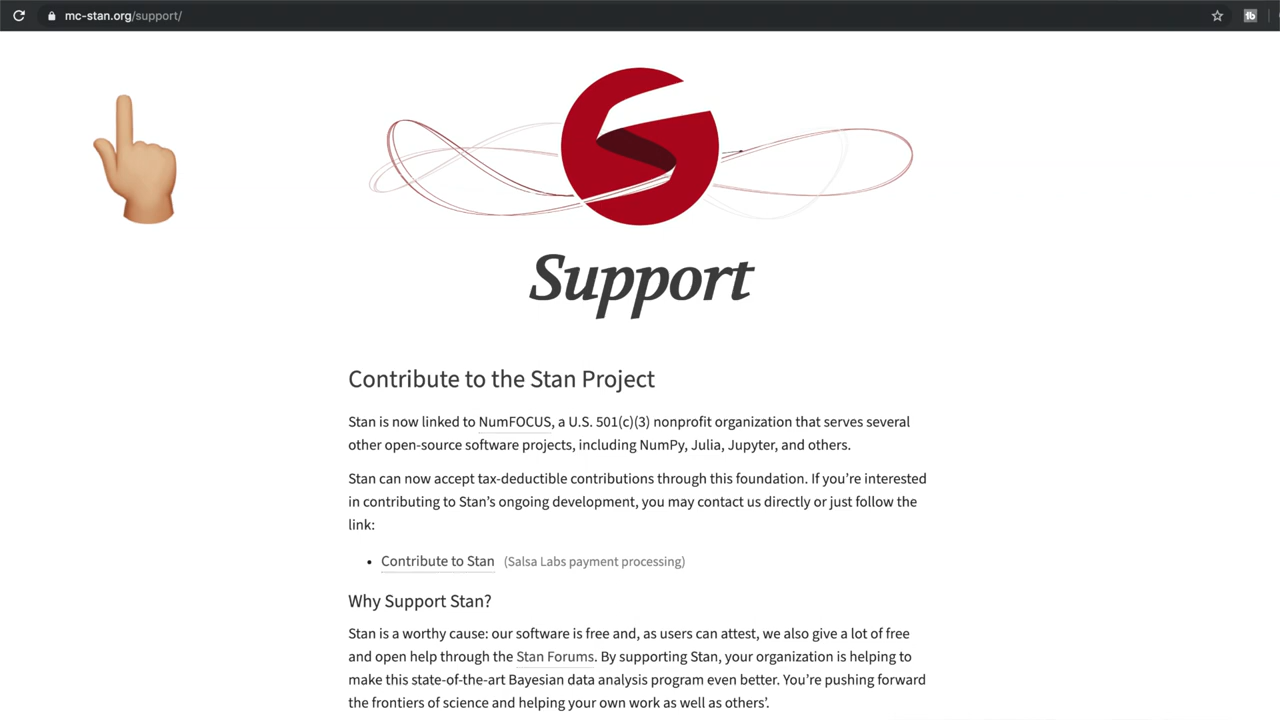 mc-stan.org/support/
Support
Contribute to the Stan Project
Stan is now linked to NumFOCUS, a U.S. 501(c)(3) nonprofit organization that serves several
other open-source software projects, including NumPy, Julia, Jupyter, and others.
Stan can now accept tax-deductible contributions through this foundation. If you’re interested
in contributing to Stan’s ongoing development, you may contact us directly or just follow the
link:
• Contribute to Stan (Salsa Labs payment processing)
Why Support Stan?
Stan is a worthy cause: our software is free and, as users can attest, we also give a lot of free
and open help through the Stan Forums. By supporting Stan, your organization is helping to
make this state-of-the-art Bayesian data analysis program even better. You’re pushing forward
the frontiers of science and helping your own work as well as others’.